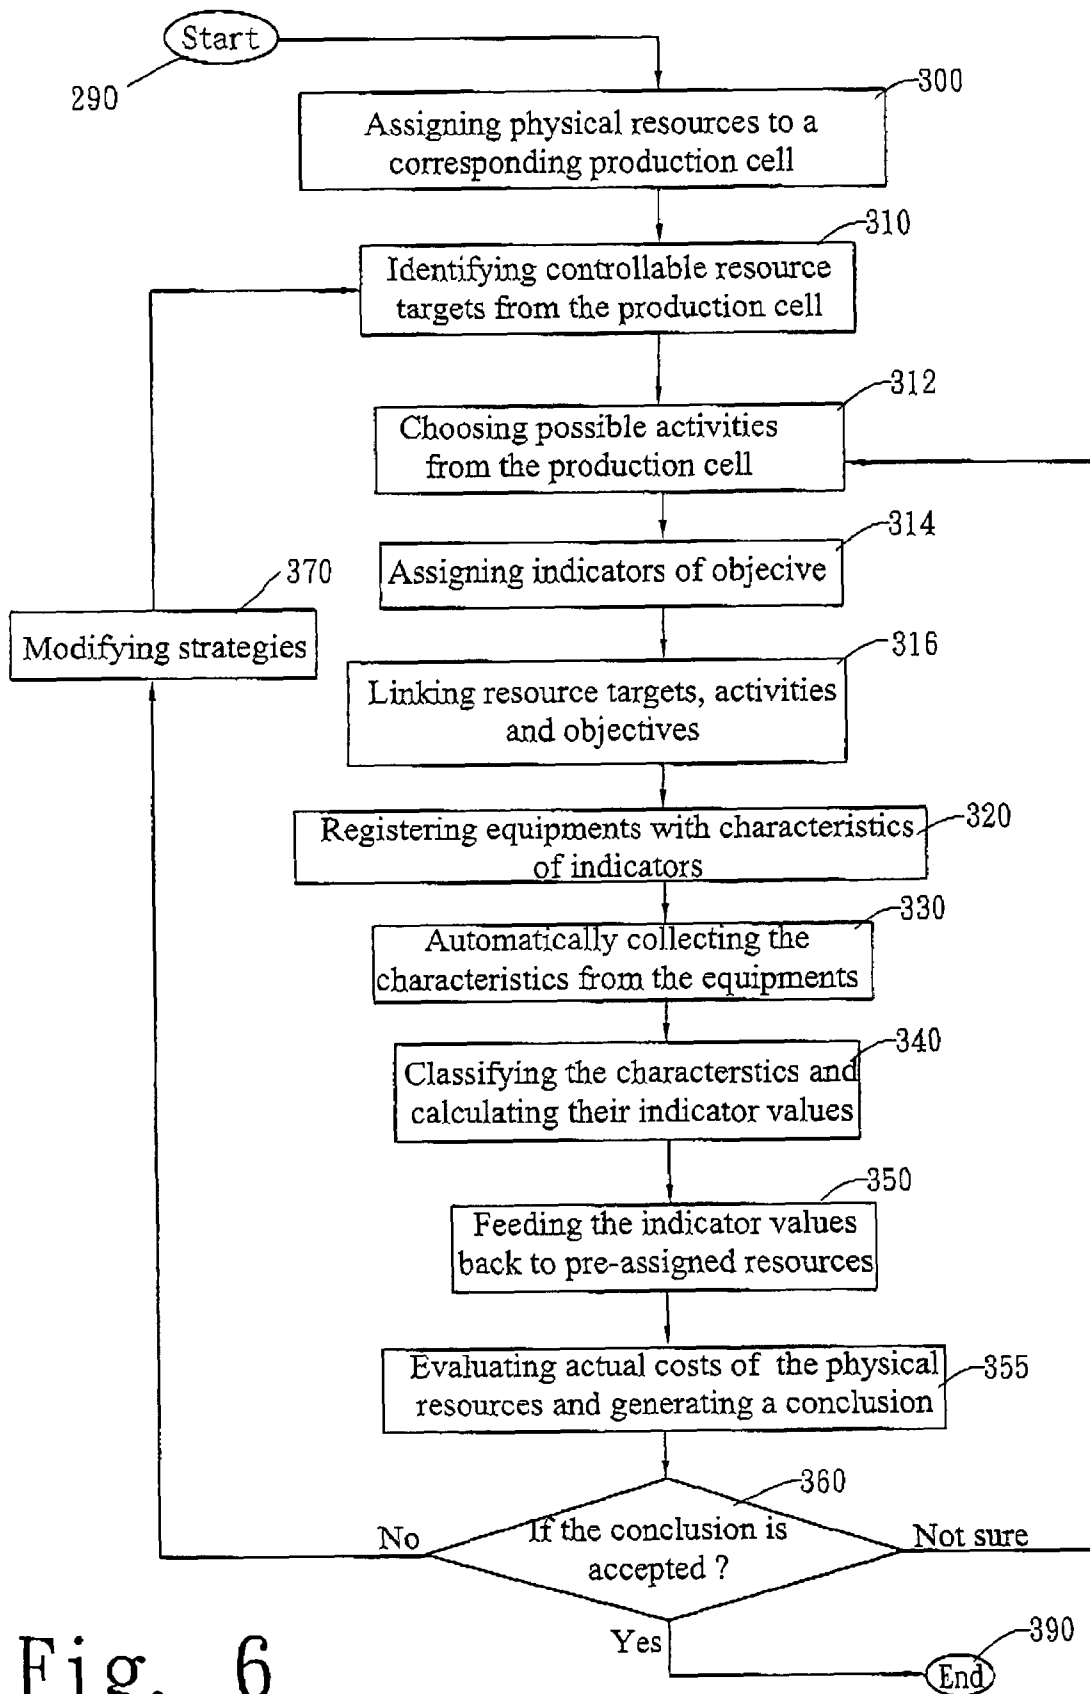 Start
290
300
Assigning physical resources to a
corresponding production cell
310
Identifying controllable resource
targets from the production cell
312
Choosing possible activities
from the production cell
314
Assigning indicators of objecive
370
Modifying strategies
316
Linking resource targets, activities
and objectives
320
Registering equipments with characteristics
of indicators
330
Automatically collecting the
characteristics from the equipments
340
Classifying the characterstics and
calculating their indicator values
350
Feeding the indicator values
back to pre-assigned resources
355
Evaluating actual costs of the physical
resources and generating a conclusion
360
If the conclusion is
accepted ?
No
Not sure
Yes
390
End
Fig. 6